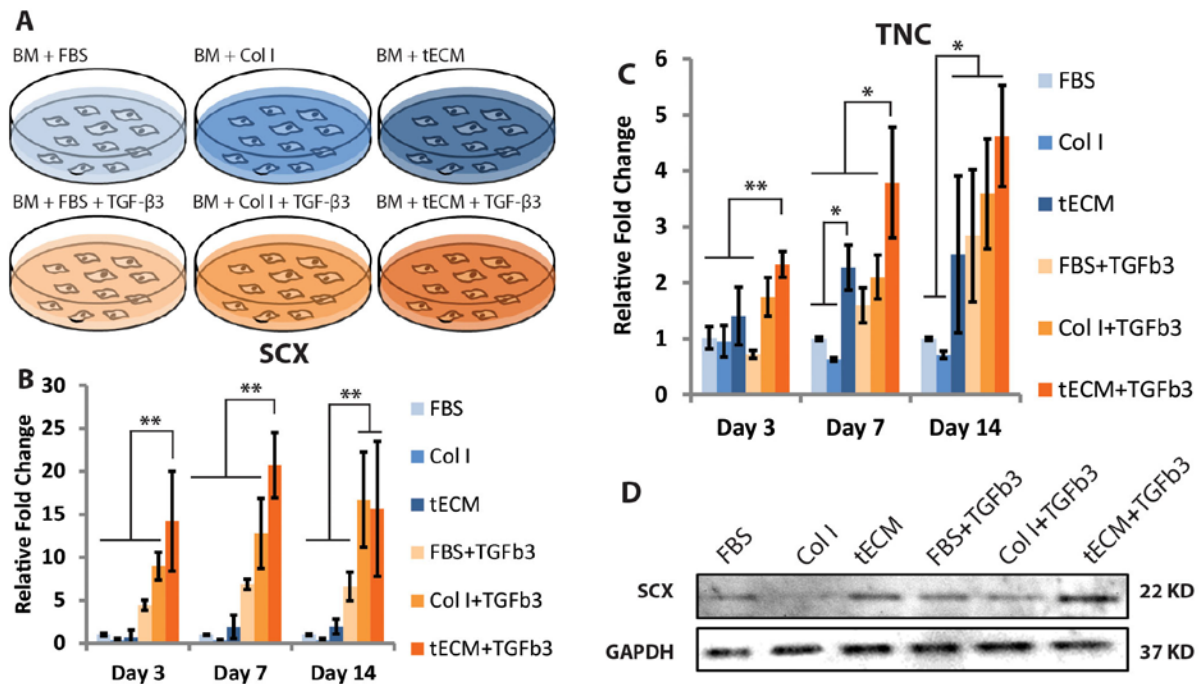 A
BM + FBS
BM + Col I
BM + tECM
BM + FBS + TGF-β3
BM + Col I + TGF-β3
BM + tECM + TGF-β3
B
SCX
Relative Fold Change
30
25
20
15
10
5
0
**
**
**
Day 3
Day 7
Day 14
FBS
Col I
tECM
FBS+TGFb3
Col I+TGFb3
tECM+TGFb3
C
TNC
Relative Fold Change
6
5
4
3
2
1
0
**
*
*
*
Day 3
Day 7
Day 14
FBS
Col I
tECM
FBS+TGFb3
Col I+TGFb3
tECM+TGFb3
D
FBS
Col I
tECM
FBS+TGFb3
Col I+TGFb3
tECM+TGFb3
SCX
22 KD
GAPDH
37 KD